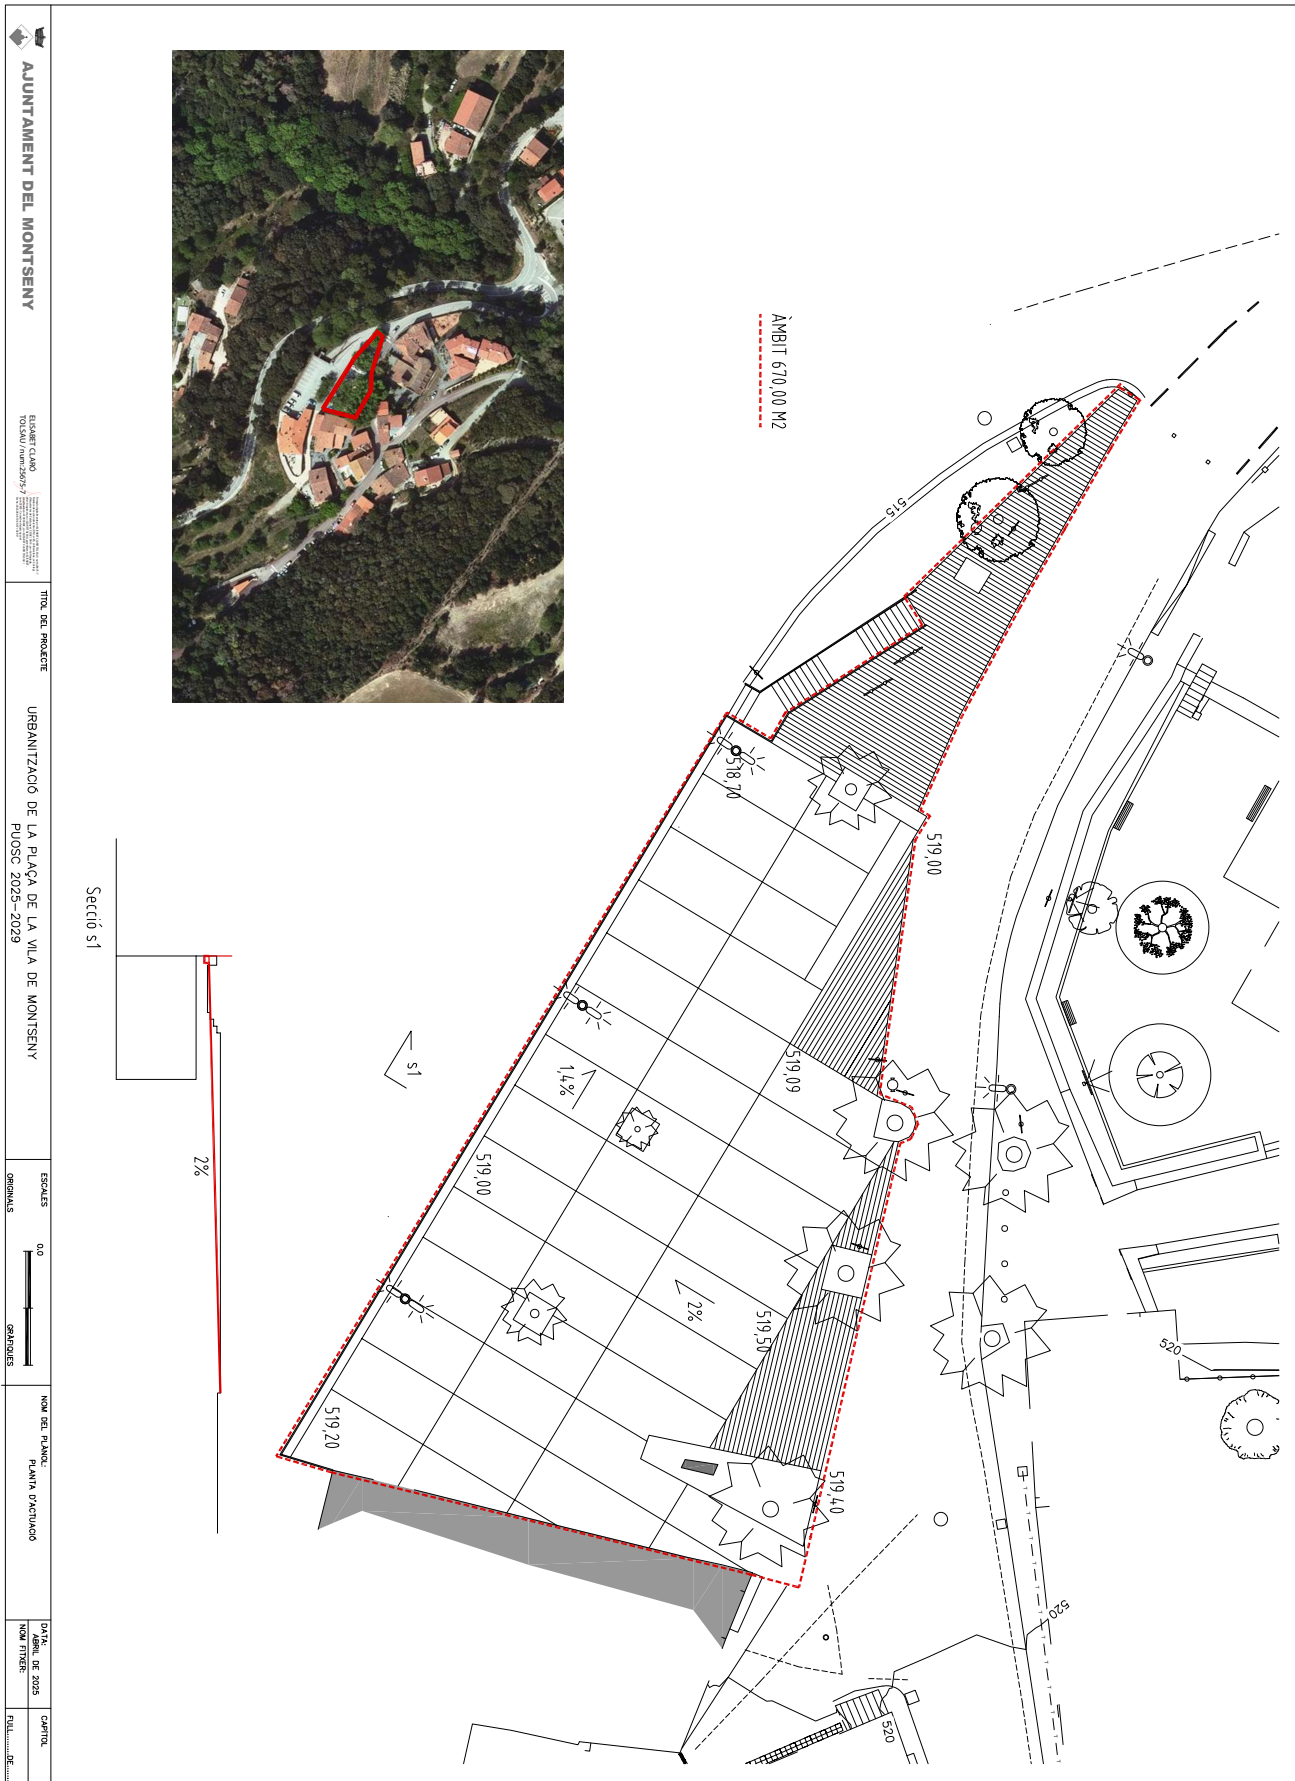 AJUNTAMENT DEL MONTSENY
ELISABET CLARÓ
TOLSAU / num:25675-7
TÍTOL DEL PROJECTE
URBANITZACIÓ DE LA PLAÇA DE LA VILA DE MONTSENY
PUOSC 2025-2029
ESCALES
ORIGINALS
0.0
GRÀFIQUES
NOM DEL PLÀNOL:
PLANTA D'ACTUACIÓ
DATA:
ABRIL DE 2025
NOM FITXER:
CAPÍTOL
FULL.........DE........
ÀMBIT 670,00 M2
515
518,70
519,00
519,09
1,4%
s1
519,00
519,50
2%
519,20
519,40
520
520
520
Secció s1
2%